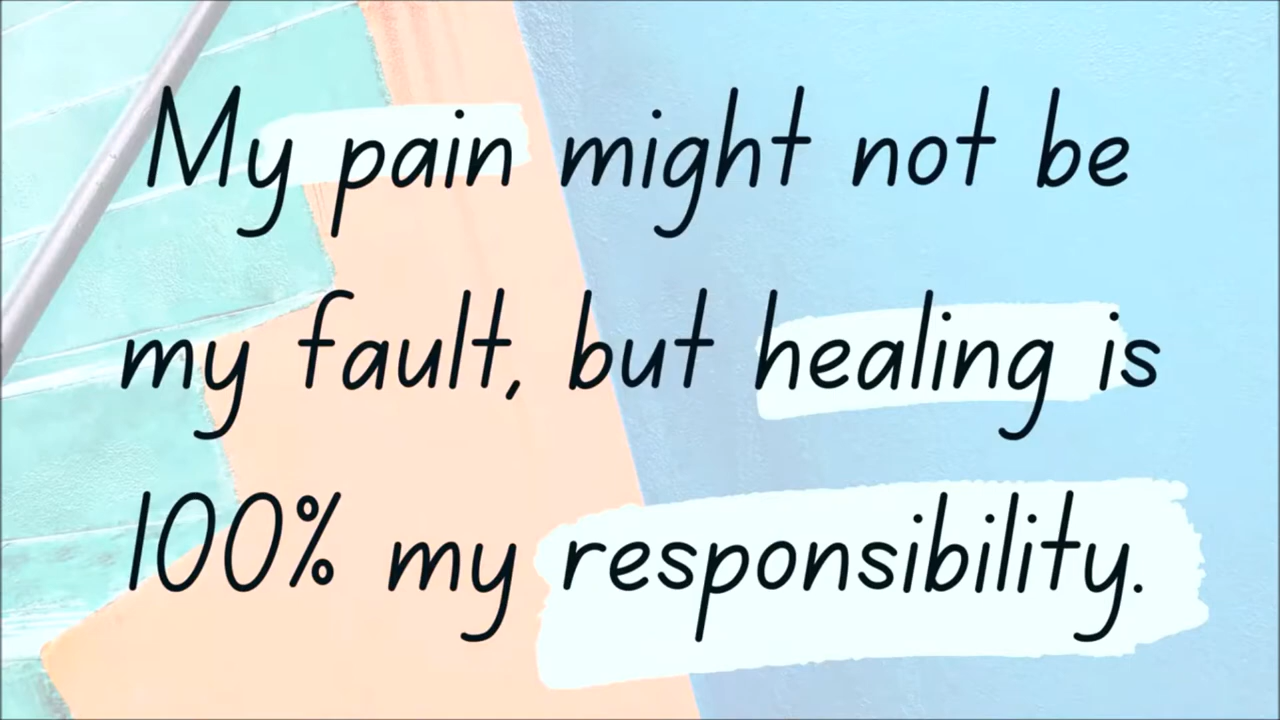 My pain might not be
my fault, but healing is
100% my responsibility.